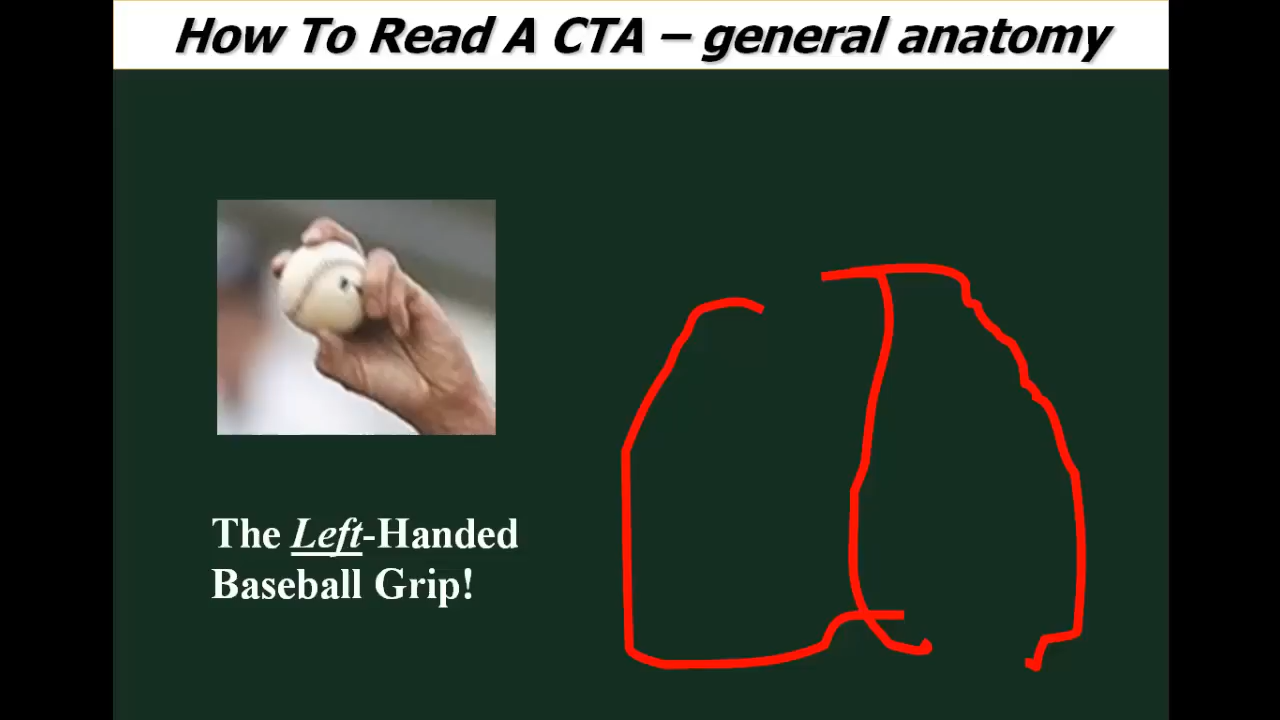 How To Read A CTA – general anatomy
The Left-Handed
Baseball Grip!